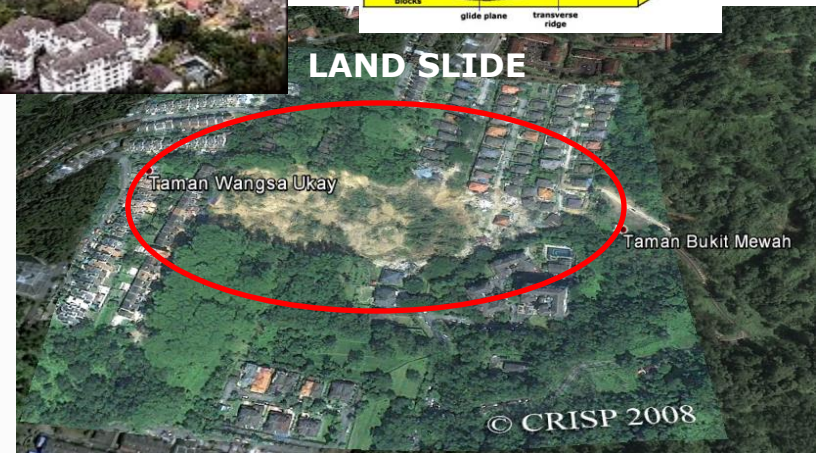 blocks
glide plane
transverse
ridge
LAND SLIDE
Taman Wangsa Ukay
Taman Bukit Mewah
© CRISP 2008